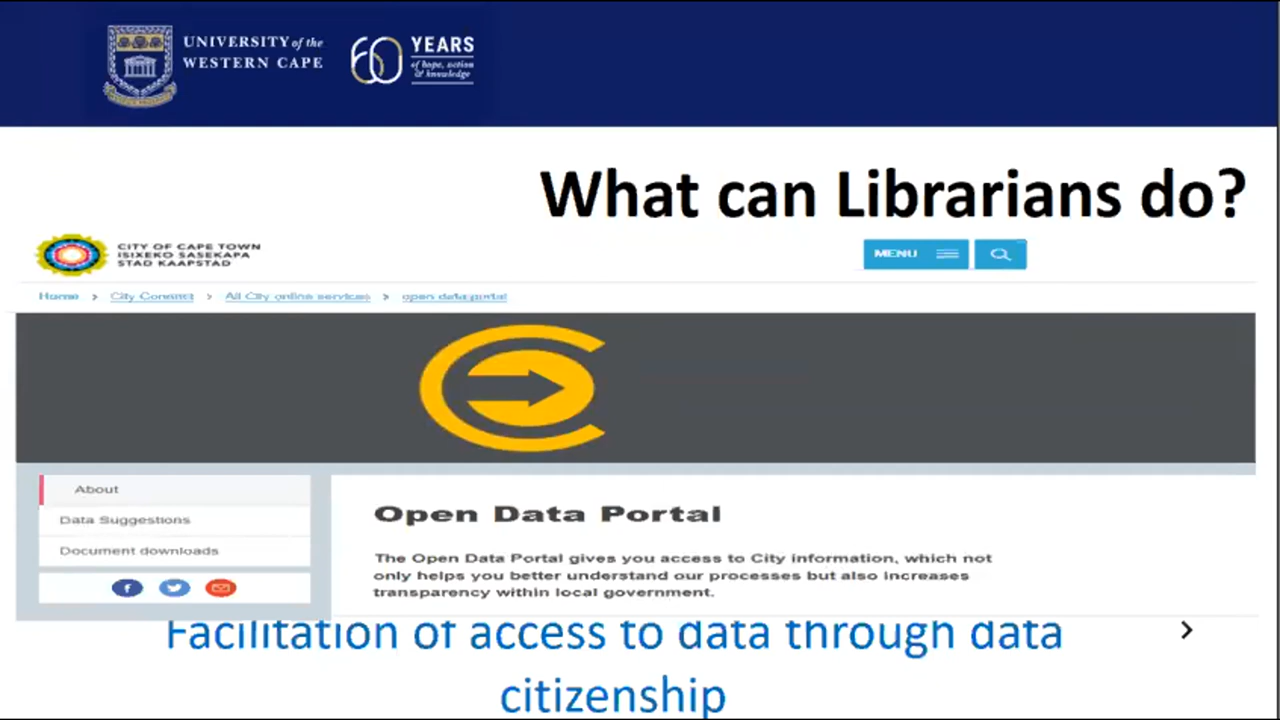 UNIVERSITY of the
WESTERN CAPE
60 YEARS
of hope, action
& knowledge
What can Librarians do?
CITY OF CAPE TOWN
ISIXEKO SASEKAPA
STAD KAAPSTAD
MENU
Home > City Connect > All City online services > open data portal
About
Data Suggestions
Document downloads
Open Data Portal
The Open Data Portal gives you access to City information, which not
only helps you better understand our processes but also increases
transparency within local government.
Facilitation of access to data through data
citizenship